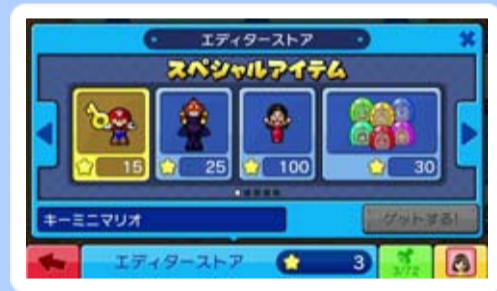 エディターストア
スペシャルアイテム
15 25 100 30
キーミニマリオ ゲットする!
エディターストア 3 3/72